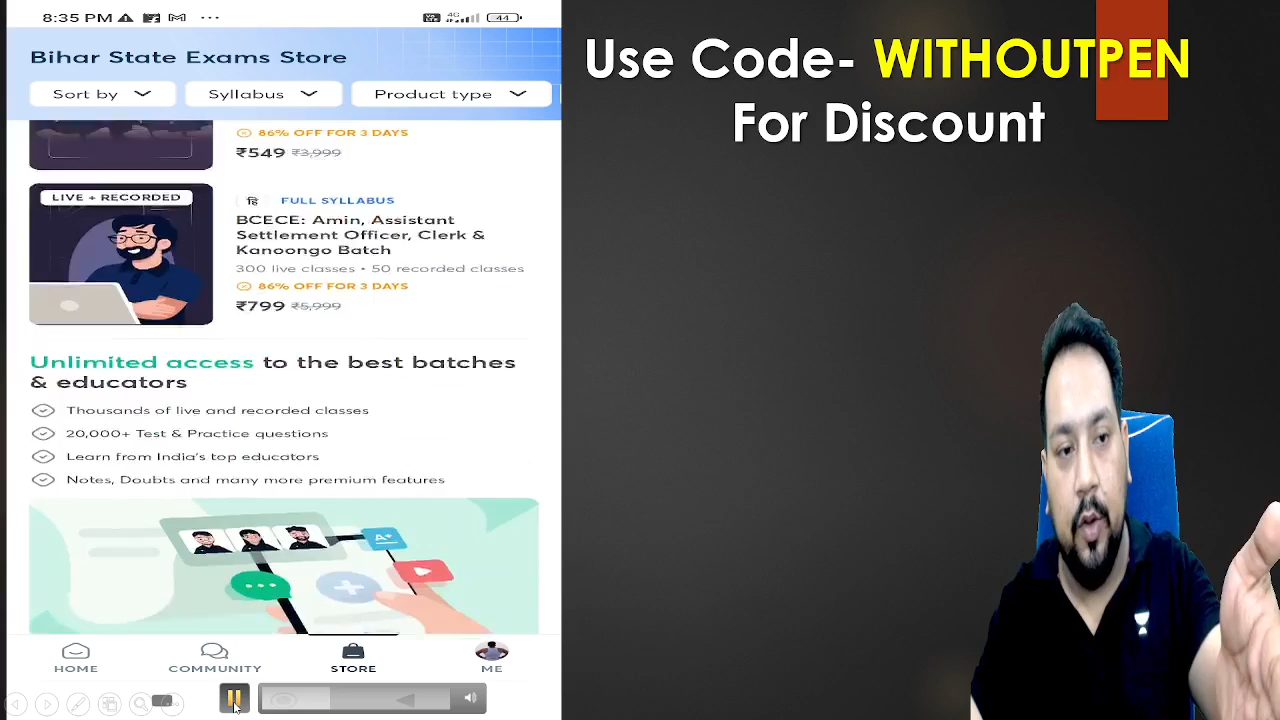 8:35 PM
4G
44
Bihar State Exams Store
Sort by
Syllabus
Product type
86% OFF FOR 3 DAYS
₹549 ₹3,999
LIVE + RECORDED
हि FULL SYLLABUS
BCECE: Amin, Assistant
Settlement Officer, Clerk &
Kanoongo Batch
300 live classes • 50 recorded classes
86% OFF FOR 3 DAYS
₹799 ₹5,999
Unlimited access to the best batches
& educators
Thousands of live and recorded classes
20,000+ Test & Practice questions
Learn from India's top educators
Notes, Doubts and many more premium features
A+
HOME
COMMUNITY
STORE
ME
Use Code- WITHOUTPEN
For Discount